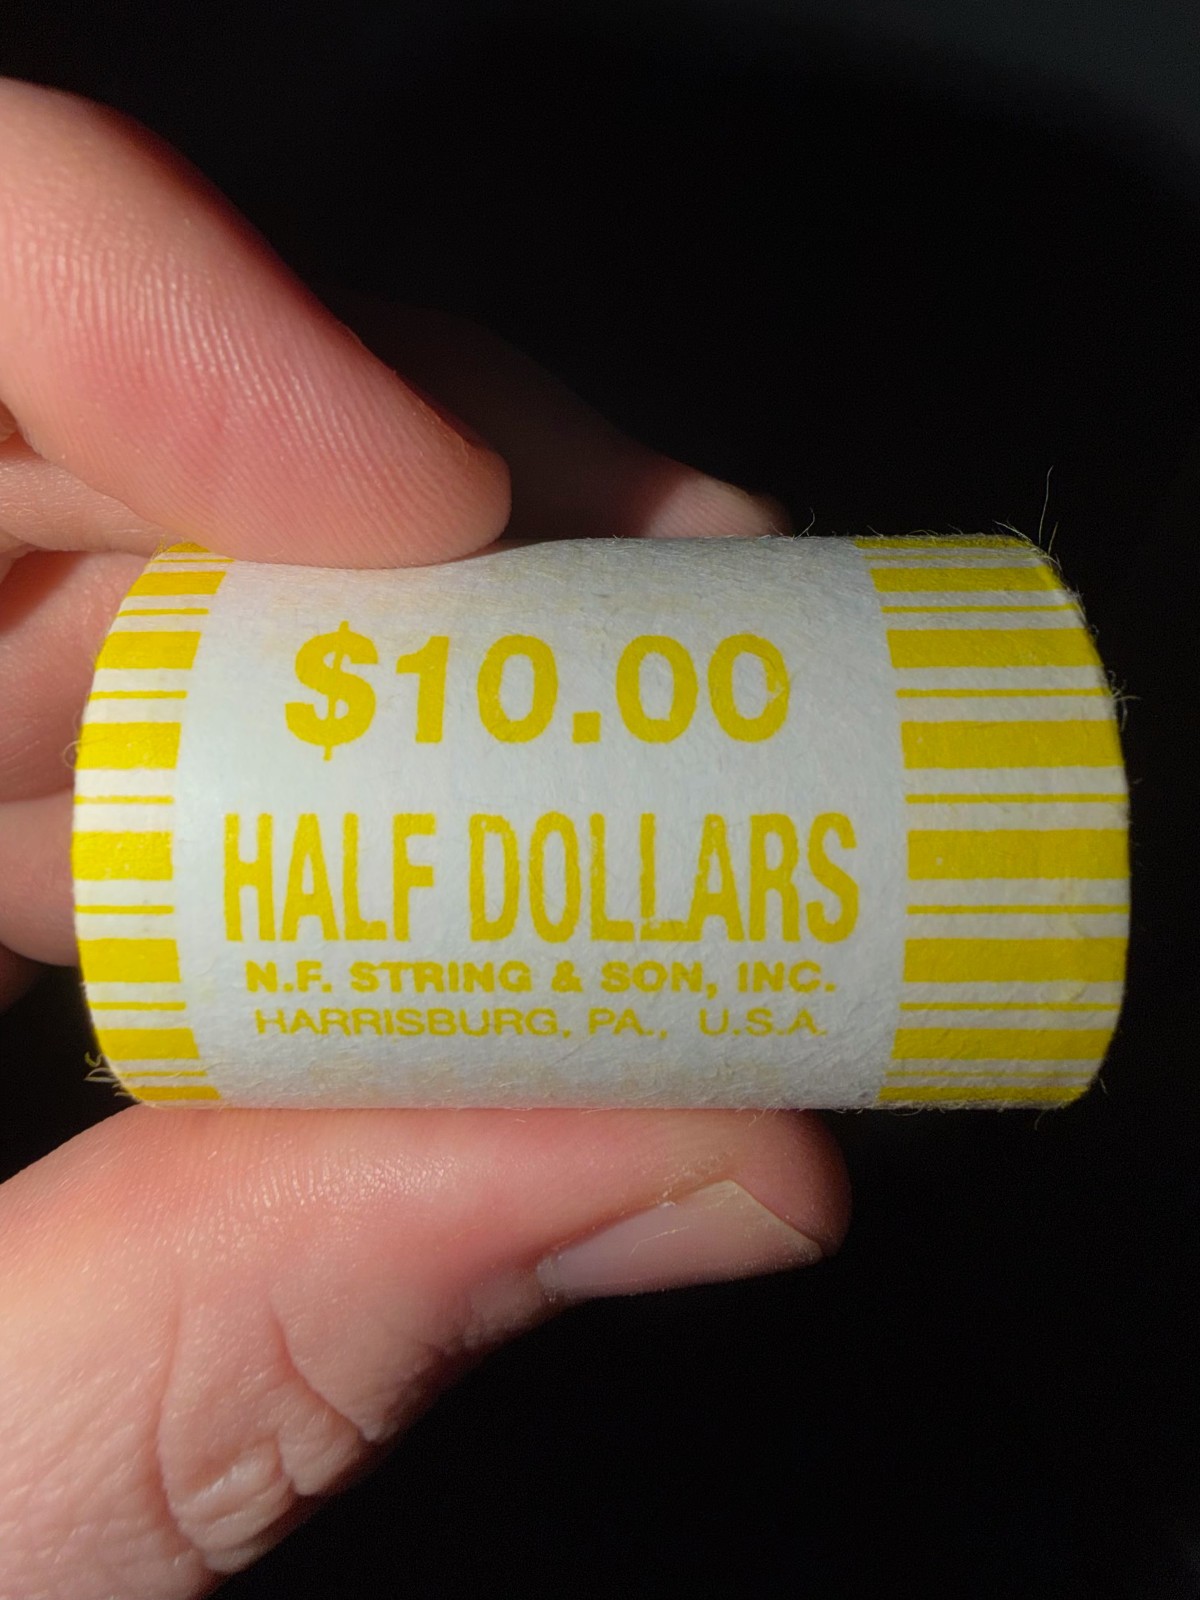 $10.00
HALF DOLLARS
N.F. STRING & SON, INC.
HARRISBURG, PA., U.S.A.